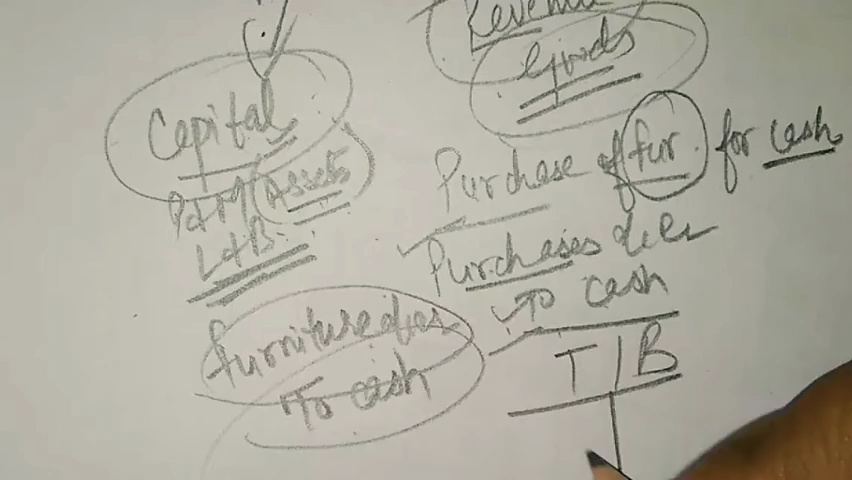 Revenue
Goods
Capital
P&M Assets
L&B.
Purchase of fur. for cash
Purchases d
To cash
furniture
To cash
T | B